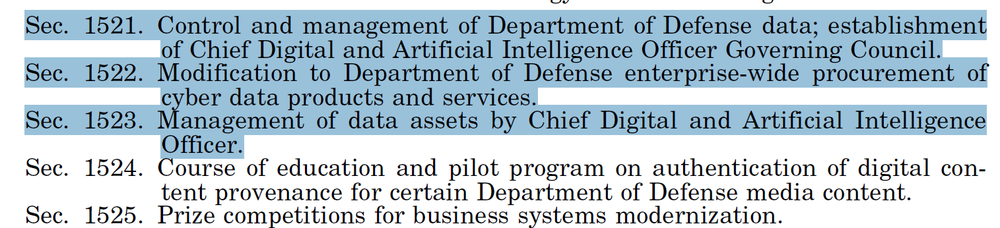 Sec. 1521. Control and management of Department of Defense data; establishment
of Chief Digital and Artificial Intelligence Officer Governing Council.
Sec. 1522. Modification to Department of Defense enterprise-wide procurement of
cyber data products and services.
Sec. 1523. Management of data assets by Chief Digital and Artificial Intelligence
Officer.
Sec. 1524. Course of education and pilot program on authentication of digital con-
tent provenance for certain Department of Defense media content.
Sec. 1525. Prize competitions for business systems modernization.